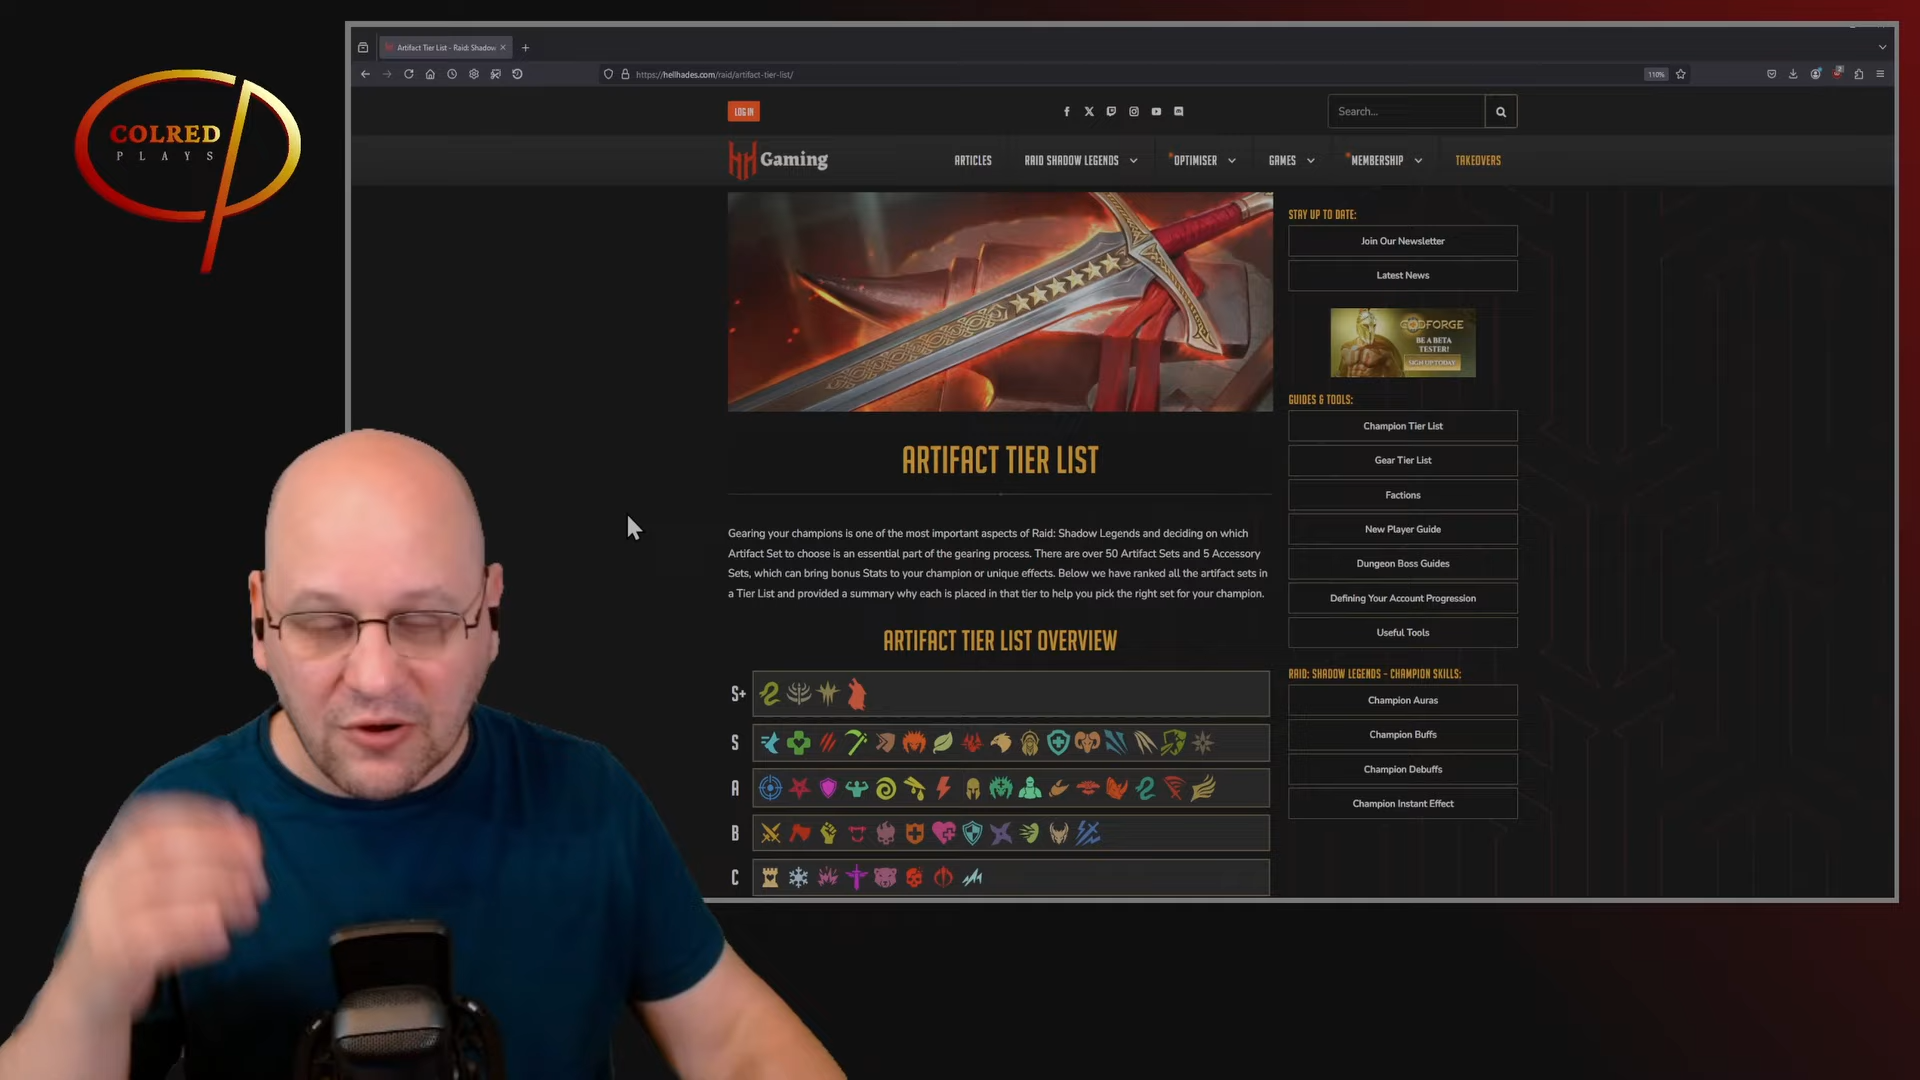 COLRED
PLAYS
Artifact Tier List - Raid: Shadow
https://hellhades.com/raid/artifact-tier-list/
110%
2
LOG IN
Search...
Gaming
ARTICLES
RAID SHADOW LEGENDS
OPTIMISER
GAMES
MEMBERSHIP
TAKEOVERS
ARTIFACT TIER LIST
Gearing your champions is one of the most important aspects of Raid: Shadow Legends and deciding on which
Artifact Set to choose is an essential part of the gearing process. There are over 50 Artifact Sets and 5 Accessory
Sets, which can bring bonus Stats to your champion or unique effects. Below we have ranked all the artifact sets in
a Tier List and provided a summary why each is placed in that tier to help you pick the right set for your champion.
ARTIFACT TIER LIST OVERVIEW
S+
S
A
B
C
STAY UP TO DATE:
Join Our Newsletter
Latest News
GODFORGE
BE A BETA
TESTER!
SIGN UP TODAY
GUIDES & TOOLS:
Champion Tier List
Gear Tier List
Factions
New Player Guide
Dungeon Boss Guides
Defining Your Account Progression
Useful Tools
RAID: SHADOW LEGENDS - CHAMPION SKILLS:
Champion Auras
Champion Buffs
Champion Debuffs
Champion Instant Effect